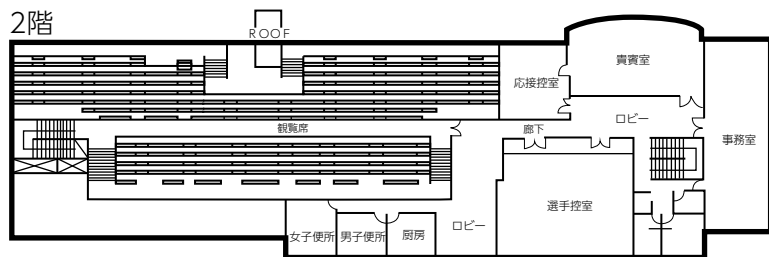 2階
ROOF
貴賓室
応接控室
ロビー
観覧席
廊下
事務室
選手控室
ロビー
女子便所
男子便所
厨房